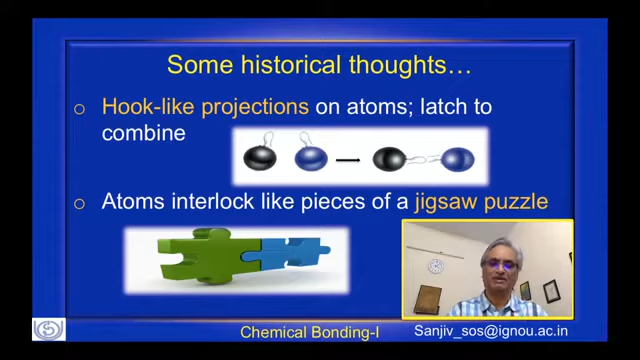 Some historical thoughts…
Hook-like projections on atoms; latch to
combine
Atoms interlock like pieces of a jigsaw puzzle
Chemical Bonding-I
Sanjiv_sos@ignou.ac.in